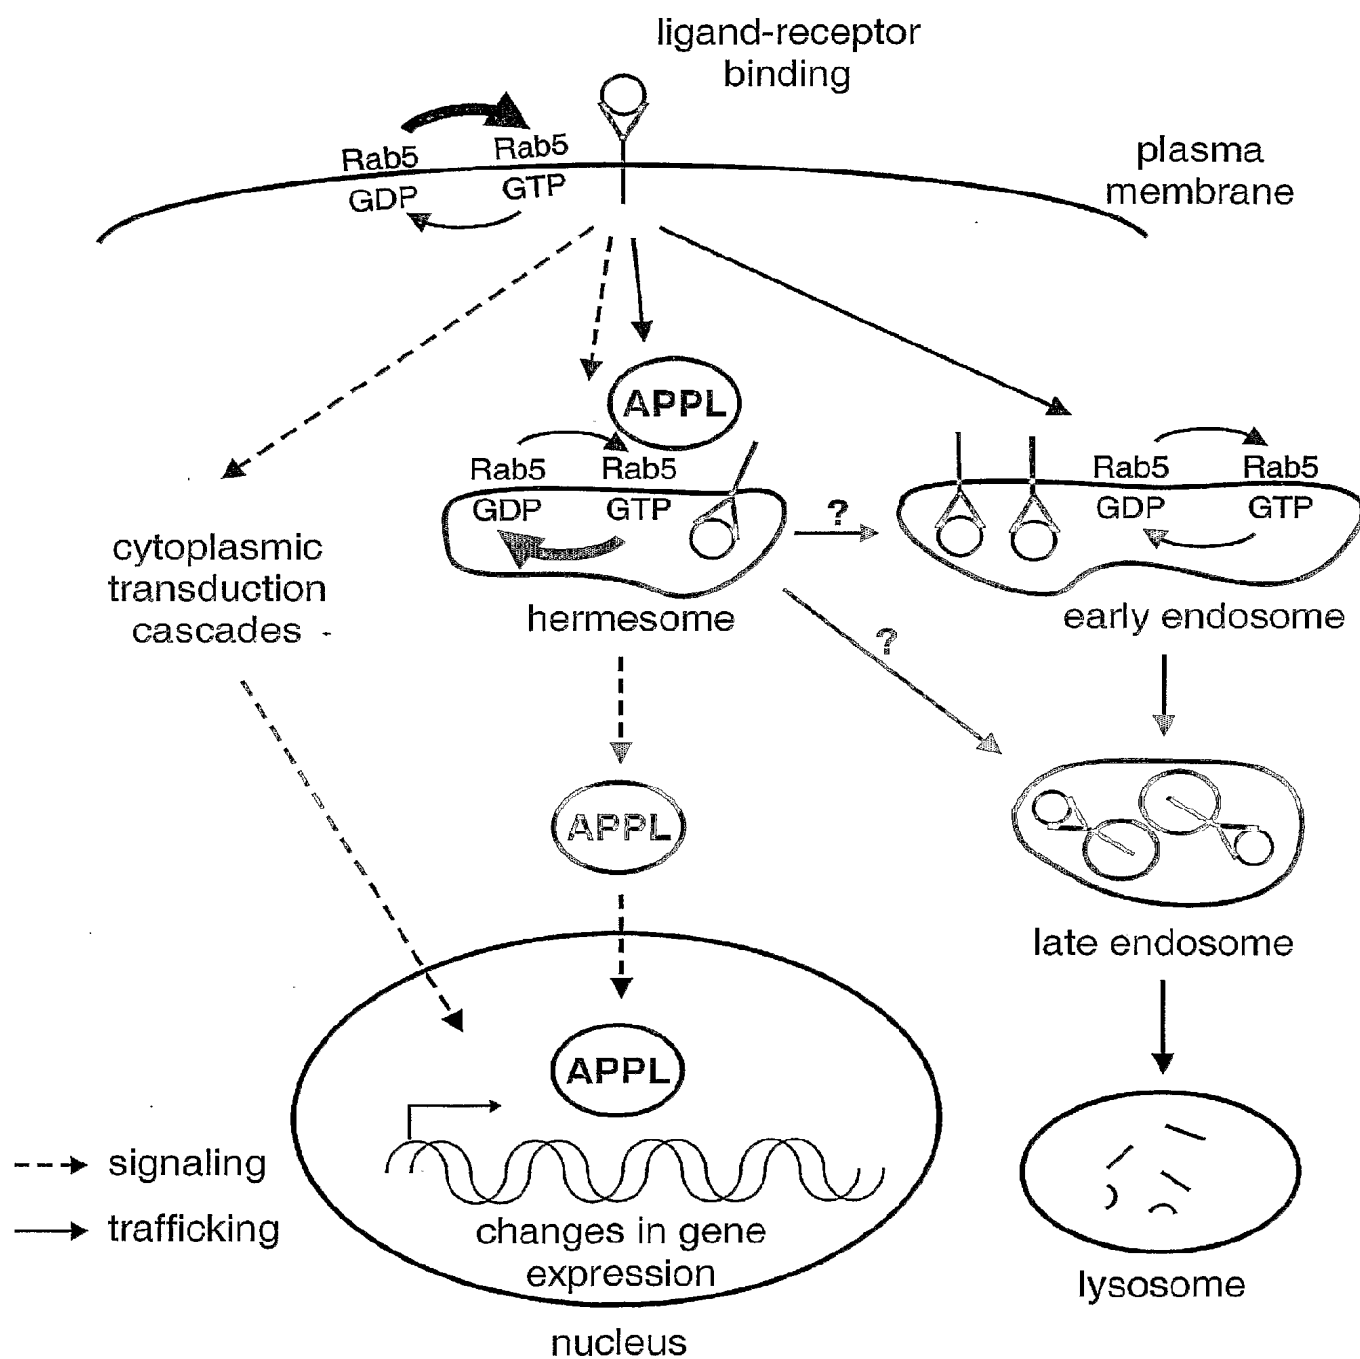 ligand-receptor
binding
Rab5
GDP
Rab5
GTP
plasma
membrane
APPL
Rab5
GDP
Rab5
GTP
hermesome
?
Rab5
GDP
Rab5
GTP
early endosome
cytoplasmic
transduction
cascades
?
APPL
late endosome
APPL
changes in gene
expression
nucleus
signaling
trafficking
lysosome